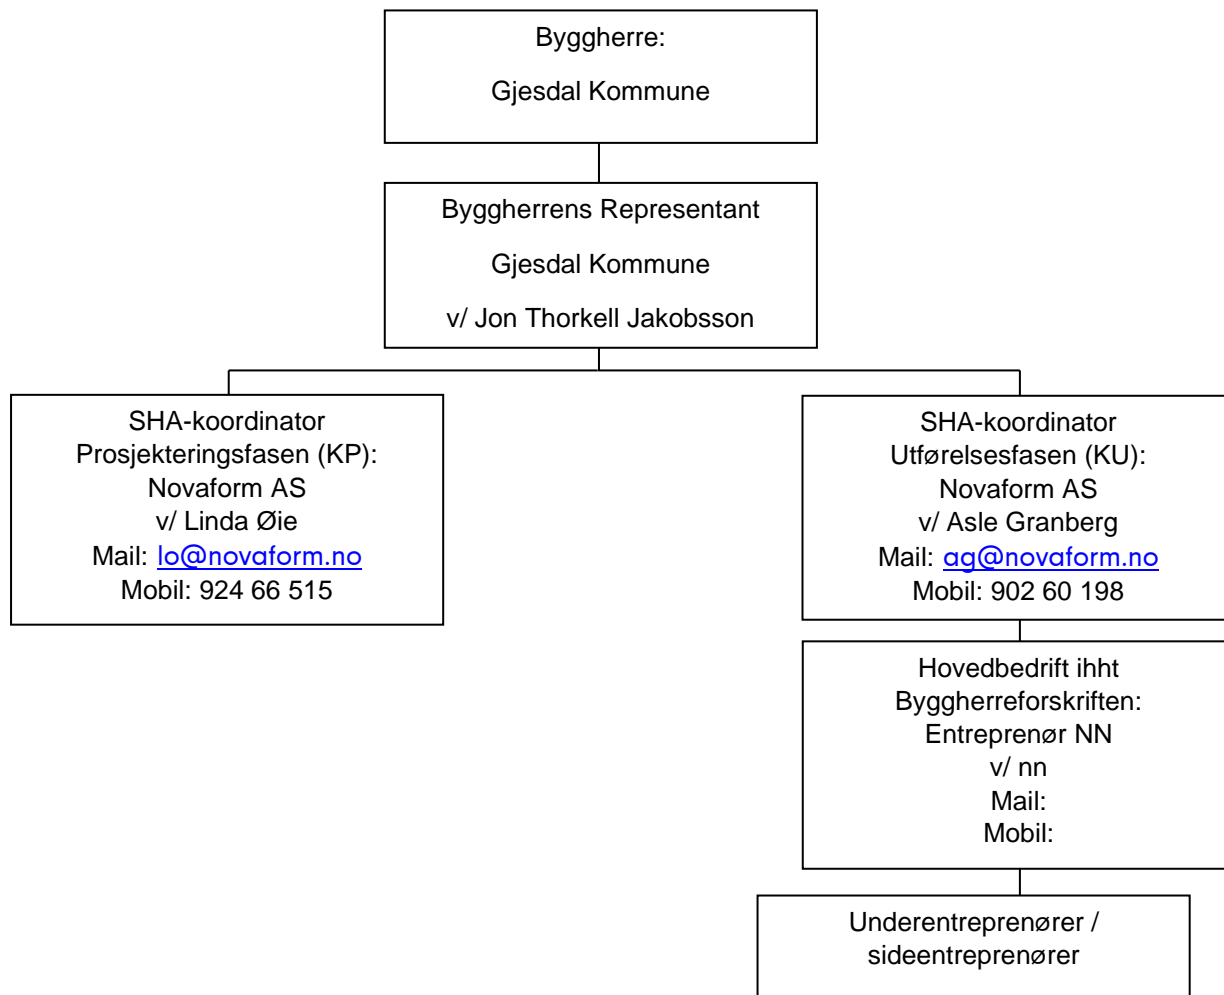 Byggherre:
Gjesdal Kommune
Byggherrens Representant
Gjesdal Kommune
v/ Jon Thorkell Jakobsson
SHA-koordinator
Prosjekteringsfasen (KP):
Novaform AS
v/ Linda Øie
Mail: lo@novaform.no
Mobil: 924 66 515
SHA-koordinator
Utførelsesfasen (KU):
Novaform AS
v/ Asle Granberg
Mail: ag@novaform.no
Mobil: 902 60 198
Hovedbedrift ihht
Byggherreforskriften:
Entreprenør NN
v/ nn
Mail:
Mobil:
Underentreprenører /
sideentreprenører